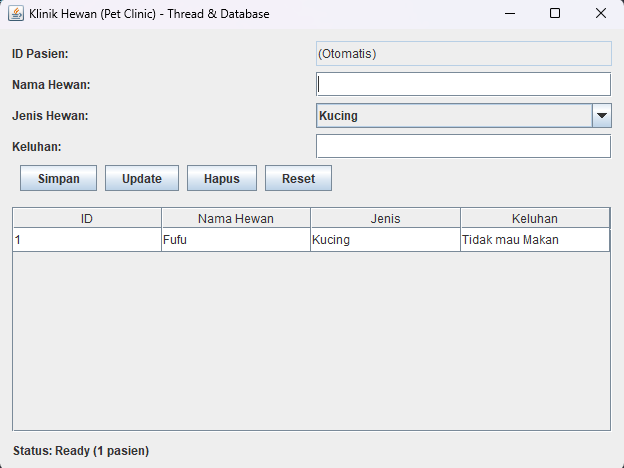 Klinik Hewan (Pet Clinic) - Thread & Database
ID Pasien: (Otomatis)
Nama Hewan:
Jenis Hewan: Kucing
Keluhan:
Simpan Update Hapus Reset
ID Nama Hewan Jenis Keluhan
1 Fufu Kucing Tidak mau Makan
Status: Ready (1 pasien)